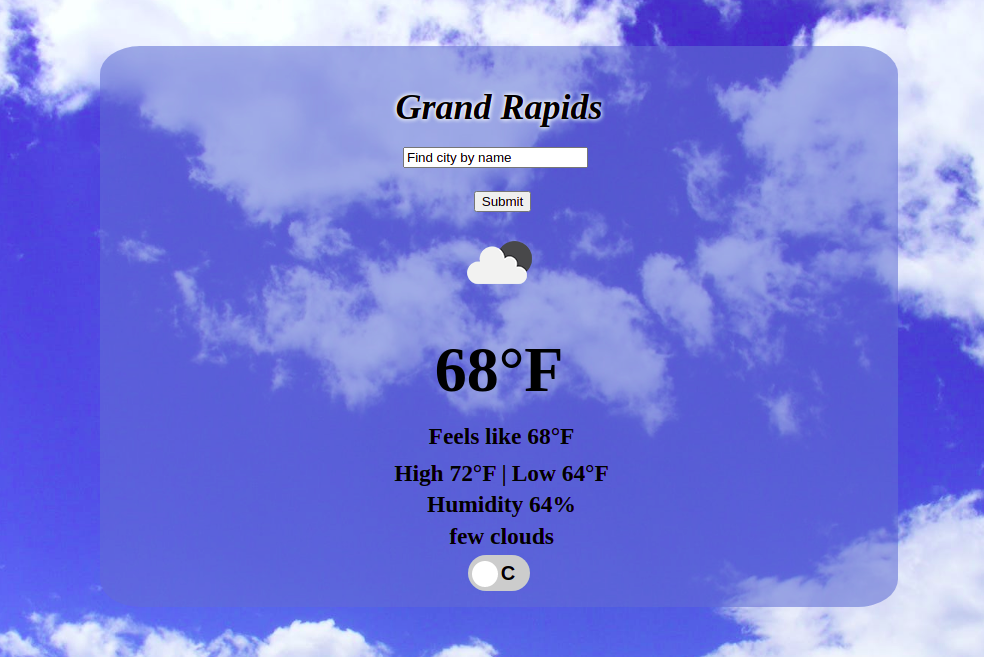 Grand Rapids
Find city by name
Submit
68°F
Feels like 68°F
High 72°F | Low 64°F
Humidity 64%
few clouds
C